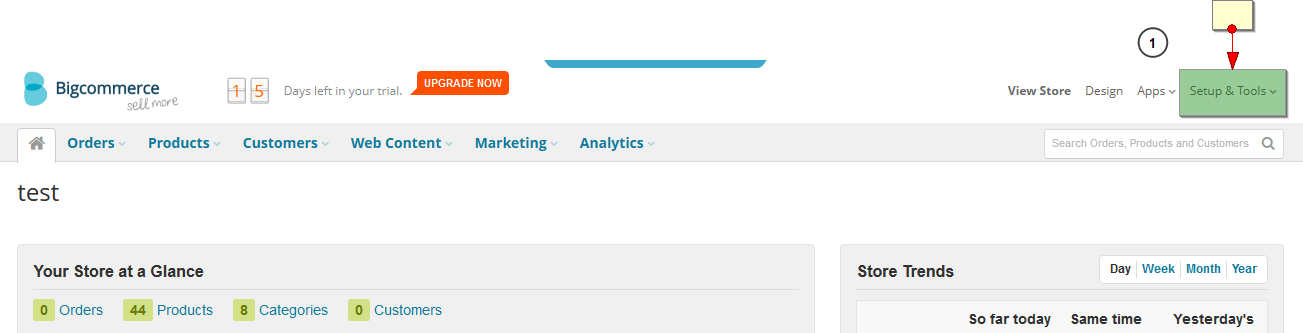 1
Bigcommerce
sell more
15 Days left in your trial. UPGRADE NOW
View Store Design Apps Setup & Tools
Orders Products Customers Web Content Marketing Analytics
Search Orders, Products and Customers
test
Your Store at a Glance
0 Orders 44 Products 8 Categories 0 Customers
Store Trends
Day Week Month Year
So far today Same time Yesterday's